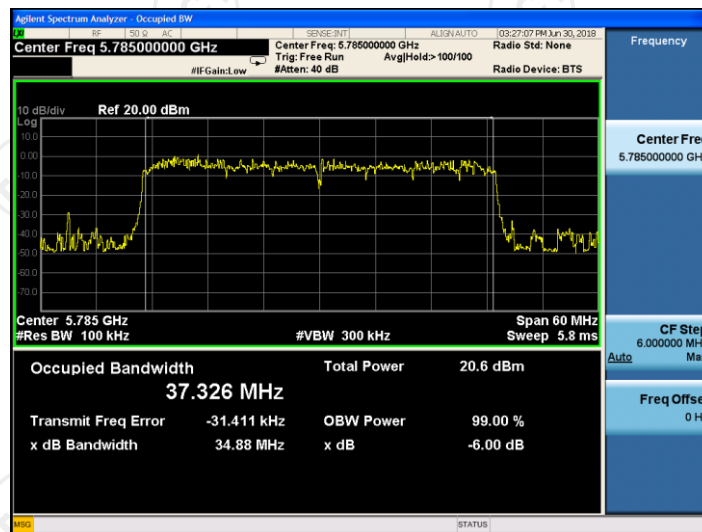 Agilent Spectrum Analyzer - Occupied BW
RF 50 Ω AC SENSE:INT ALIGN AUTO 03:27:07 PM Jun 30, 2018
Center Freq 5.785000000 GHz Center Freq: 5.785000000 GHz Radio Std: None Frequency
Trig: Free Run Avg|Hold:>100/100
#IFGain:Low #Atten: 40 dB Radio Device: BTS
10 dB/div Ref 20.00 dBm
Log
10.0
0.00
-10.0
-20.0
-30.0
-40.0
-50.0
-60.0
-70.0
Center Fre
5.785000000 GH
Center 5.785 GHz Span 60 MHz
#Res BW 100 kHz #VBW 300 kHz Sweep 5.8 ms
CF Step
6.000000 MH
Auto Ma
Occupied Bandwidth Total Power 20.6 dBm
37.326 MHz
Transmit Freq Error -31.411 kHz OBW Power 99.00 %
x dB Bandwidth 34.88 MHz x dB -6.00 dB
Freq Offse
0 H
MSG STATUS